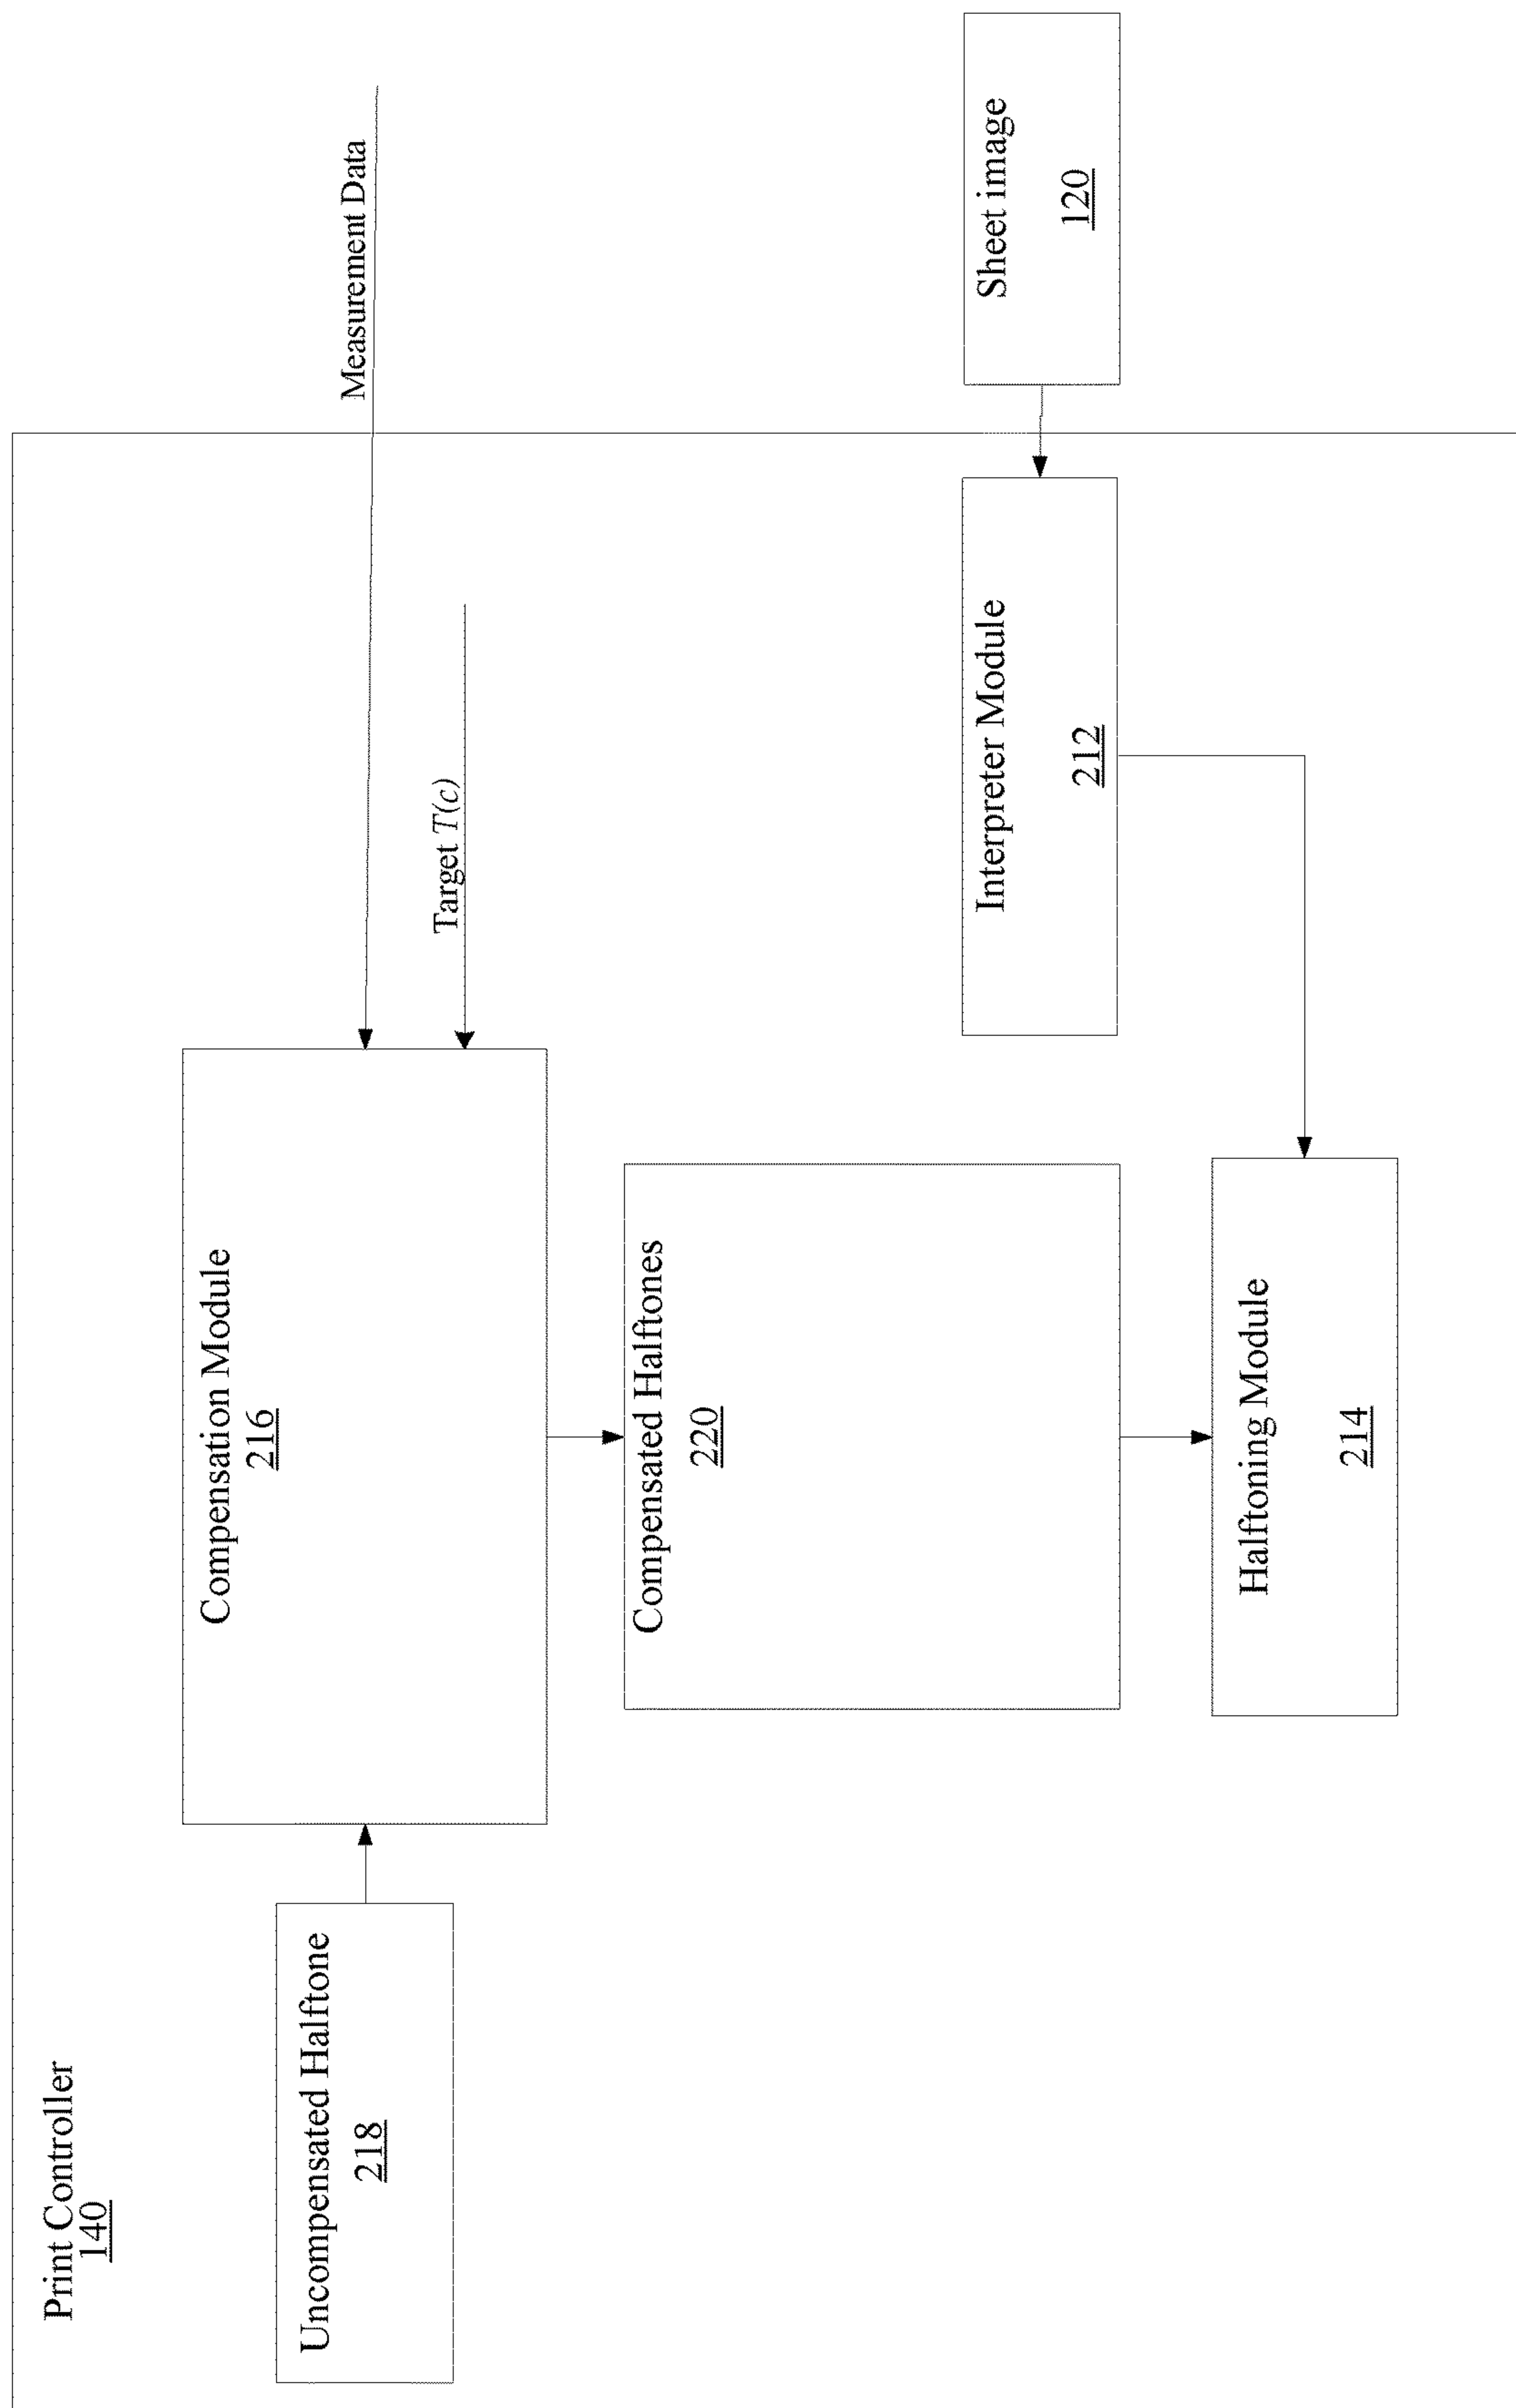 Print Controller
140
Uncompensated Halftone
218
Compensation Module
216
Measurement Data
Target T(c)
Compensated Halftones
220
Sheet image
120
Interpreter Module
212
Halftoning Module
214